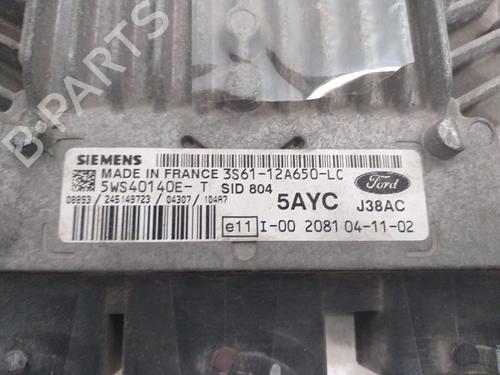 B-PARTS
SIEMENS
MADE IN FRANCE 3S61-12A650-LC
5WS40140E- T SID 804
08893 / 245149723 / 04307 / 104A7
5AYC
Ford
J38AC
e11 I-00 2081 04-11-02